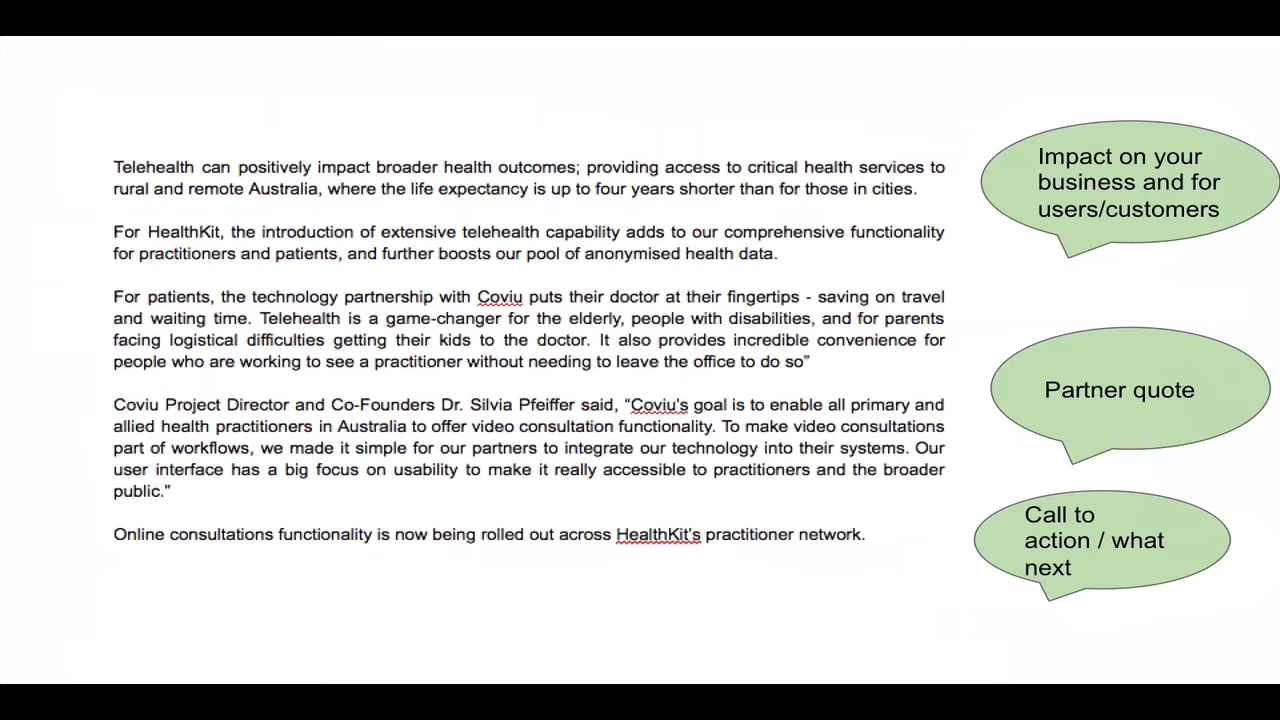 Telehealth can positively impact broader health outcomes; providing access to critical health services to
rural and remote Australia, where the life expectancy is up to four years shorter than for those in cities.
For HealthKit, the introduction of extensive telehealth capability adds to our comprehensive functionality
for practitioners and patients, and further boosts our pool of anonymised health data.
For patients, the technology partnership with Coviu puts their doctor at their fingertips - saving on travel
and waiting time. Telehealth is a game-changer for the elderly, people with disabilities, and for parents
facing logistical difficulties getting their kids to the doctor. It also provides incredible convenience for
people who are working to see a practitioner without needing to leave the office to do so”
Coviu Project Director and Co-Founders Dr. Silvia Pfeiffer said, “Coviu's goal is to enable all primary and
allied health practitioners in Australia to offer video consultation functionality. To make video consultations
part of workflows, we made it simple for our partners to integrate our technology into their systems. Our
user interface has a big focus on usability to make it really accessible to practitioners and the broader
public.”
Online consultations functionality is now being rolled out across HealthKit's practitioner network.
Impact on your
business and for
users/customers
Partner quote
Call to
action / what
next